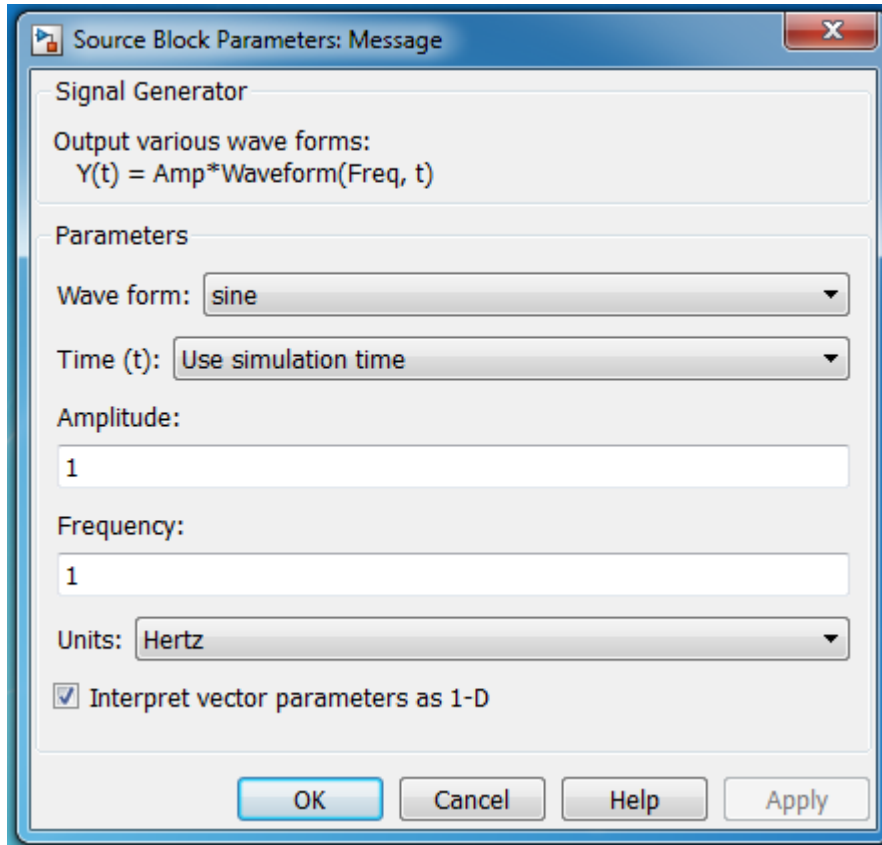 Source Block Parameters: Message
Signal Generator
Output various wave forms:
Y(t) = Amp*Waveform(Freq, t)
Parameters
Wave form: sine
Time (t): Use simulation time
Amplitude:
1
Frequency:
1
Units: Hertz
Interpret vector parameters as 1-D
OK Cancel Help Apply